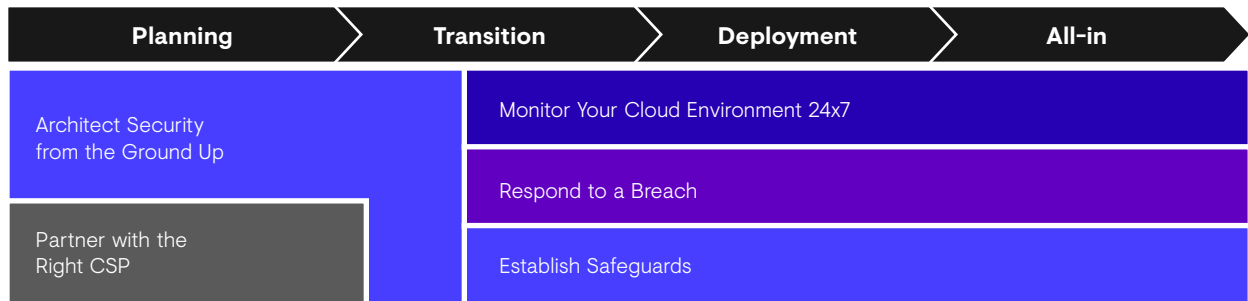 Planning
Transition
Deployment
All-in
Architect Security
from the Ground Up
Partner with the
Right CSP
Monitor Your Cloud Environment 24x7
Respond to a Breach
Establish Safeguards